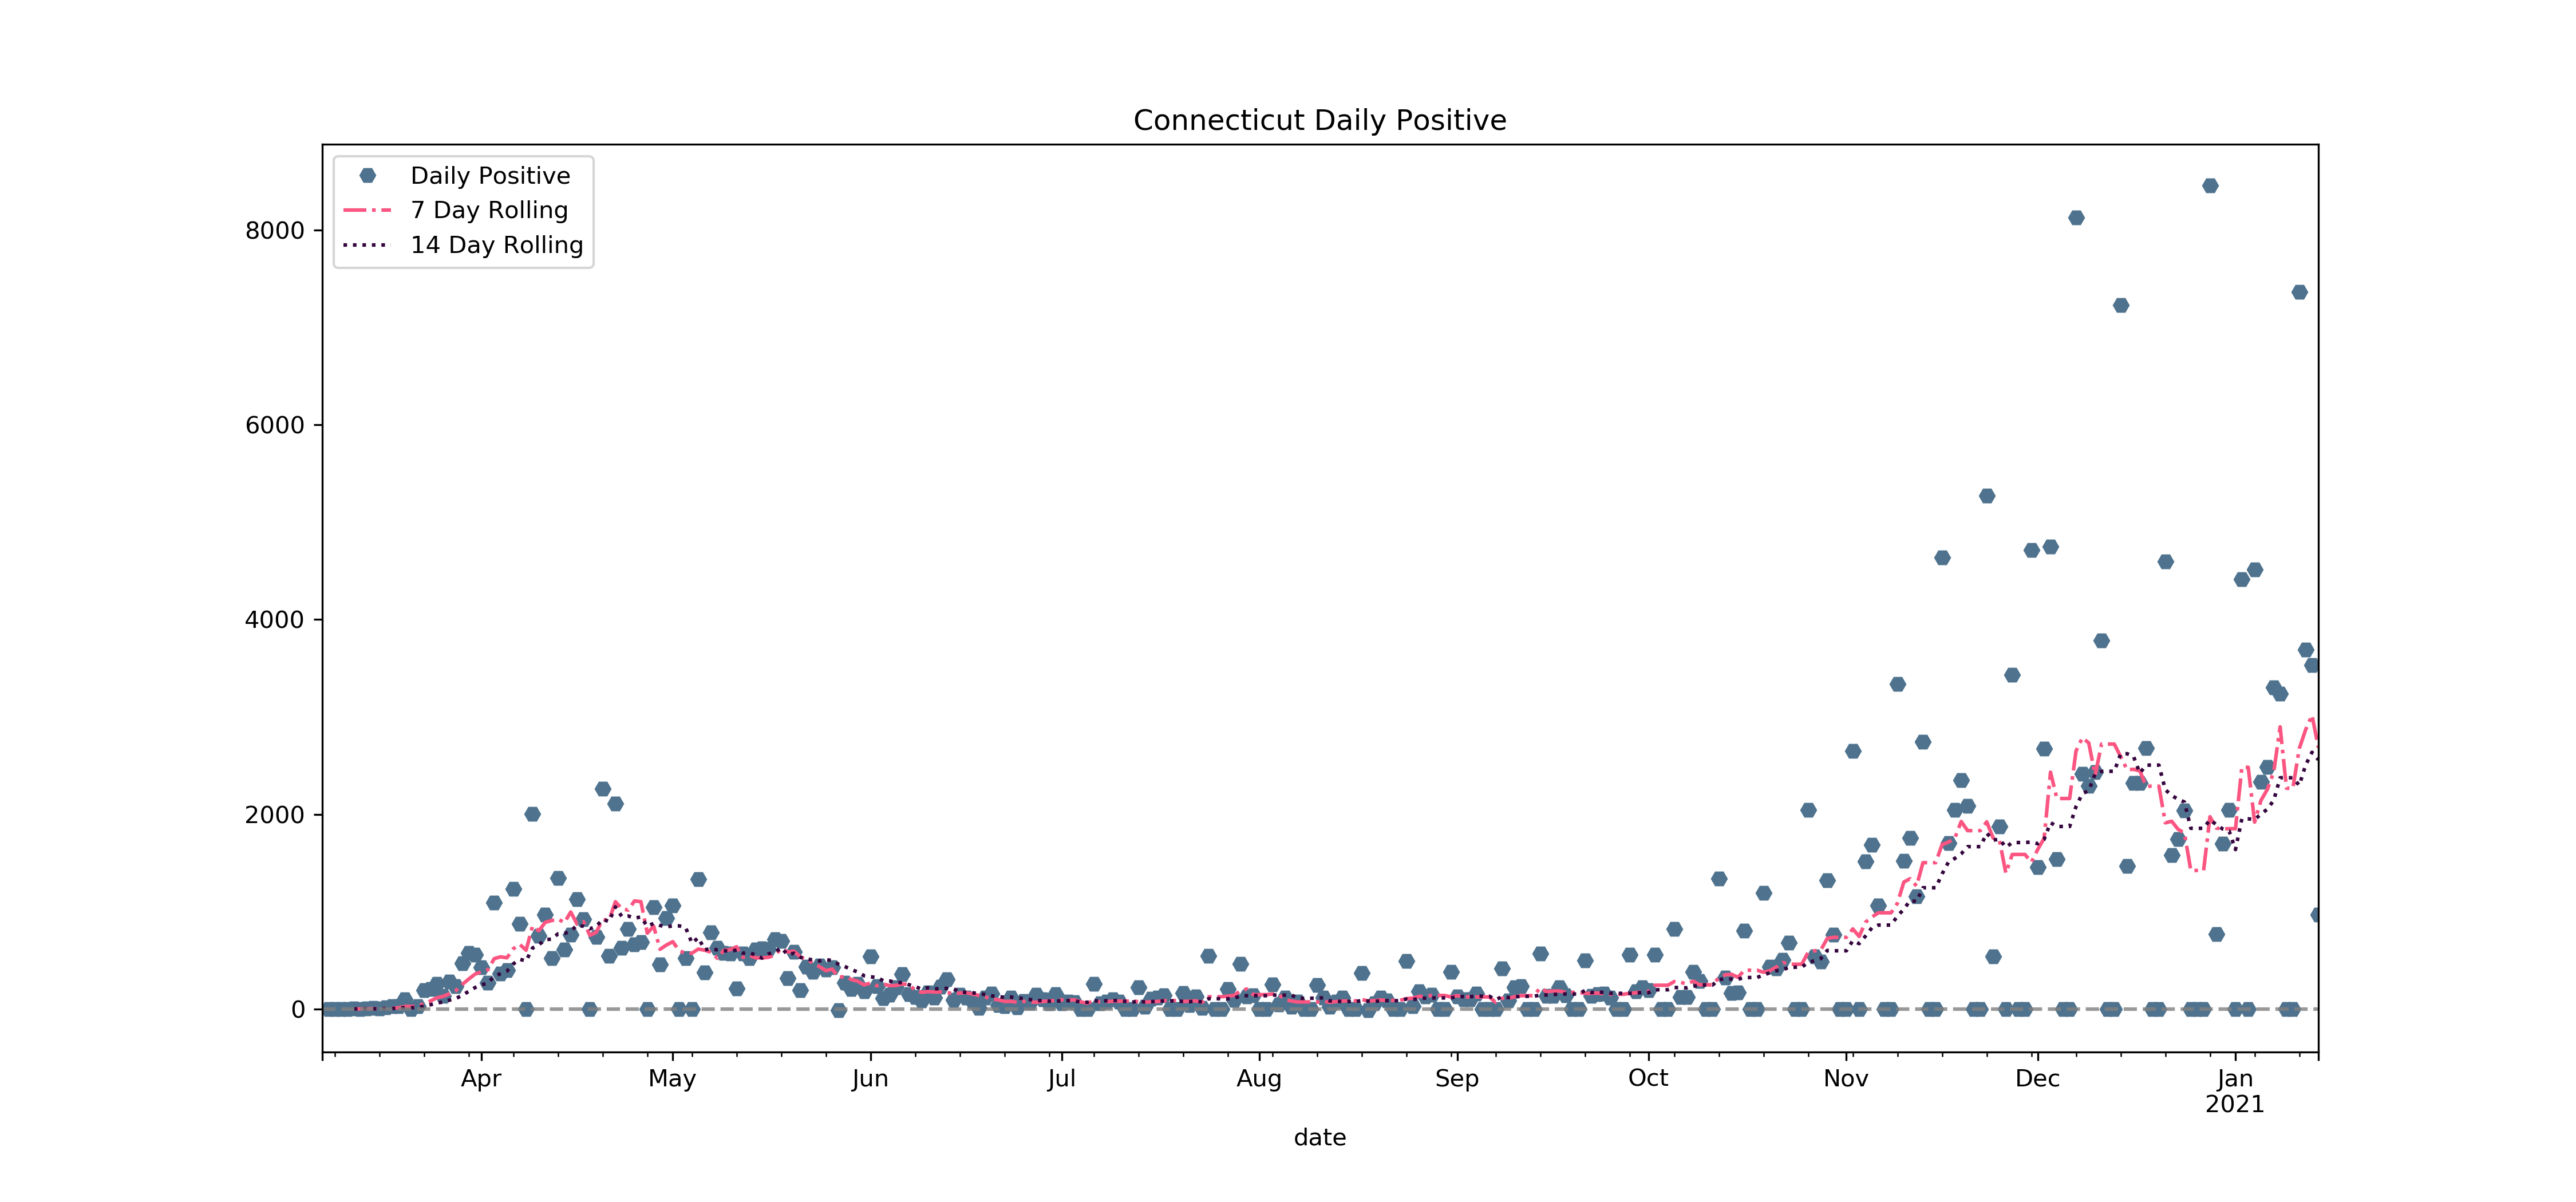 Connecticut Daily Positive
Daily Positive
7 Day Rolling
14 Day Rolling
8000
6000
4000
2000
0
Apr May Jun Jul Aug Sep Oct Nov Dec Jan
2021
date